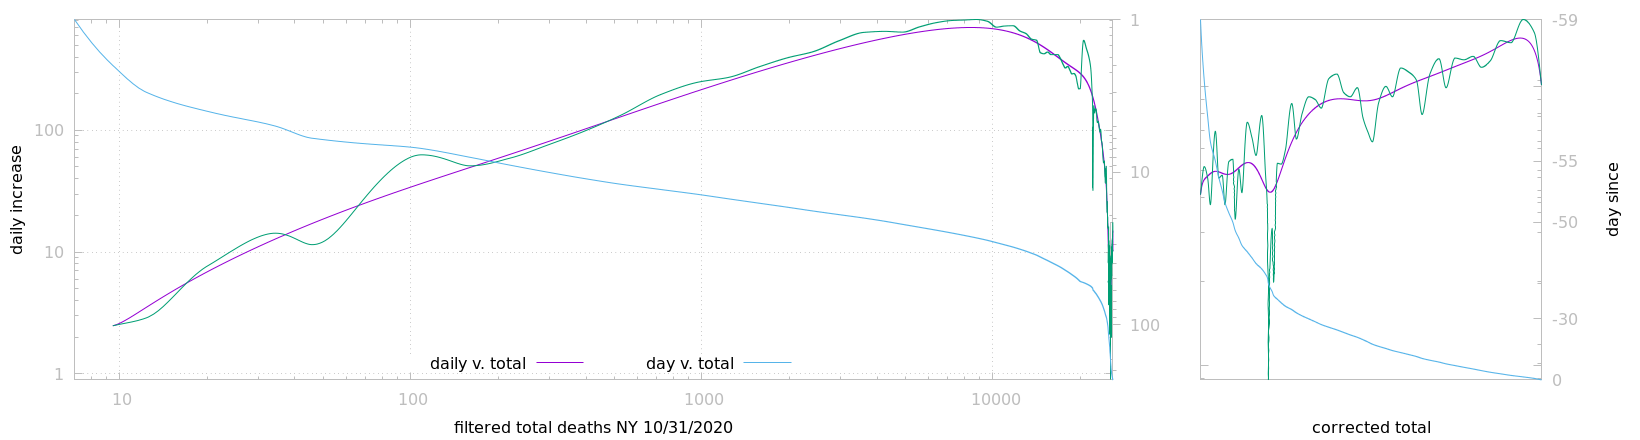 1
-59
100
daily increase
10
-55
-50
day since
10
-30
100
daily v. total
day v. total
1
0
10
100
1000
10000
filtered total deaths NY 10/31/2020
corrected total